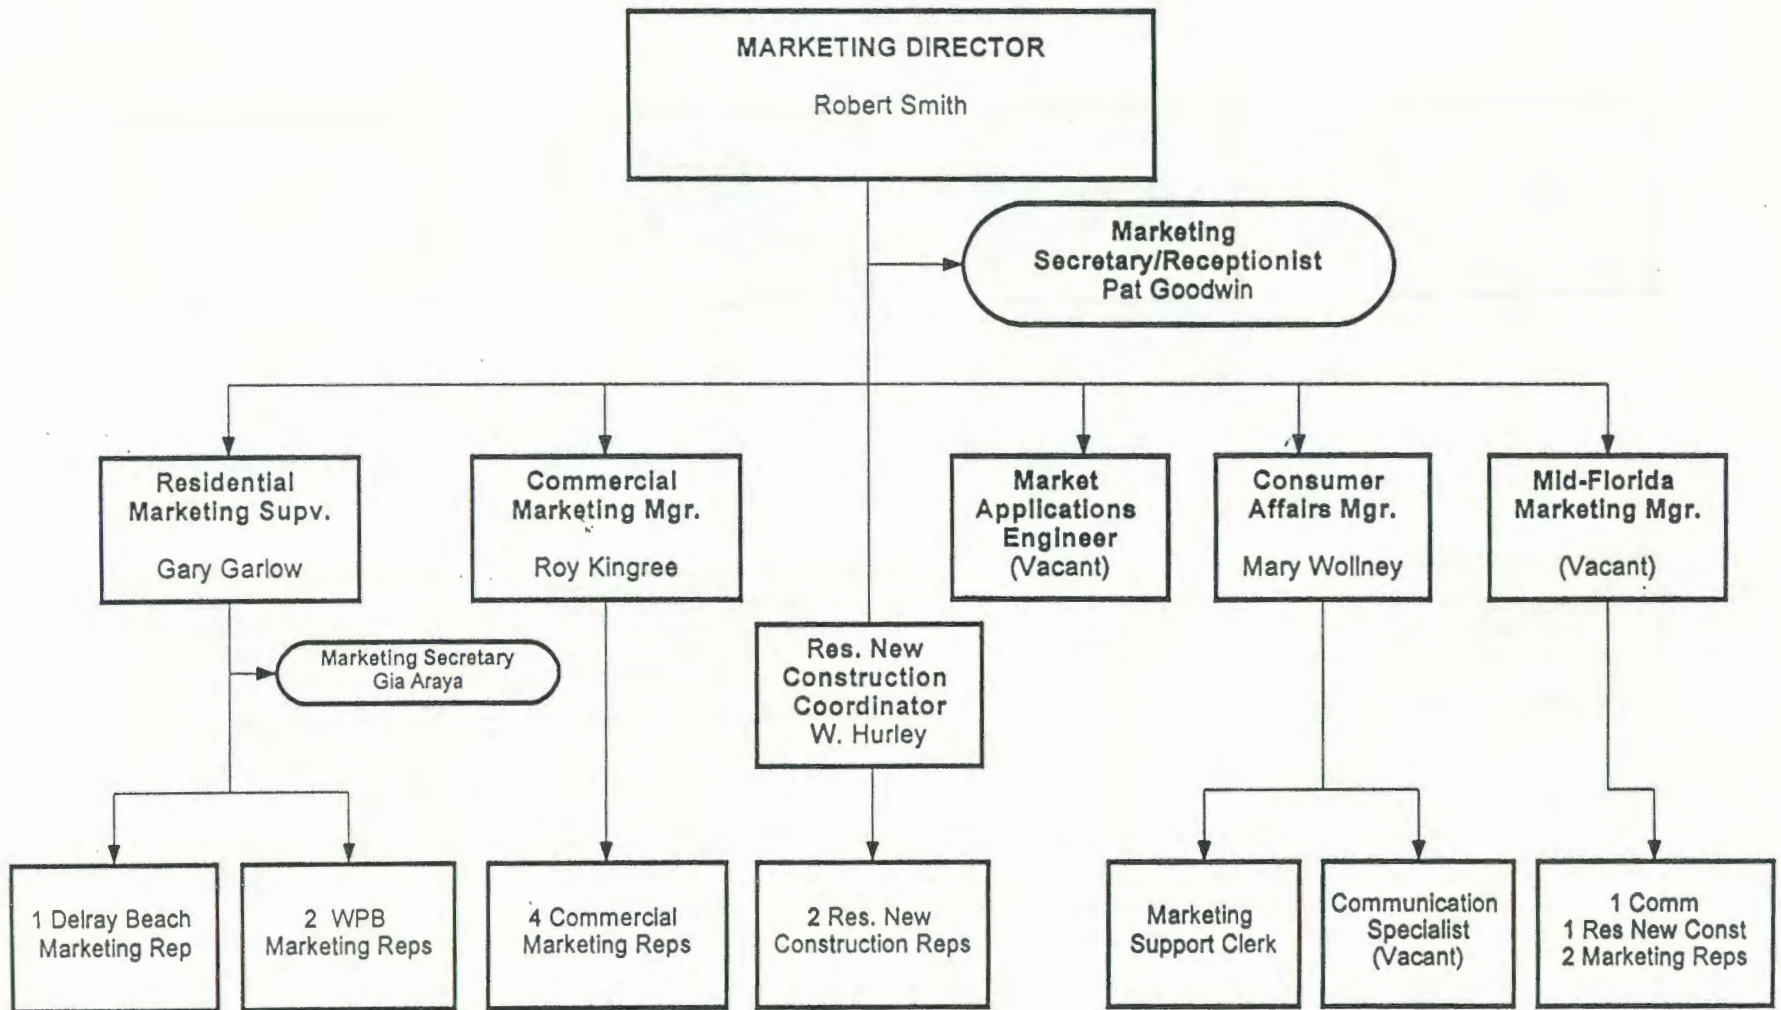 MARKETING DIRECTOR
Robert Smith
Marketing
Secretary/Receptionist
Pat Goodwin
Residential
Marketing Supv.
Gary Garlow
Commercial
Marketing Mgr.
Roy Kingree
Market
Applications
Engineer
(Vacant)
Consumer
Affairs Mgr.
Mary Wollney
Mid-Florida
Marketing Mgr.
(Vacant)
Marketing Secretary
Gia Araya
Res. New
Construction
Coordinator
W. Hurley
1 Delray Beach
Marketing Rep
2 WPB
Marketing Reps
4 Commercial
Marketing Reps
2 Res. New
Construction Reps
Marketing
Support Clerk
Communication
Specialist
(Vacant)
1 Comm
1 Res New Const
2 Marketing Reps